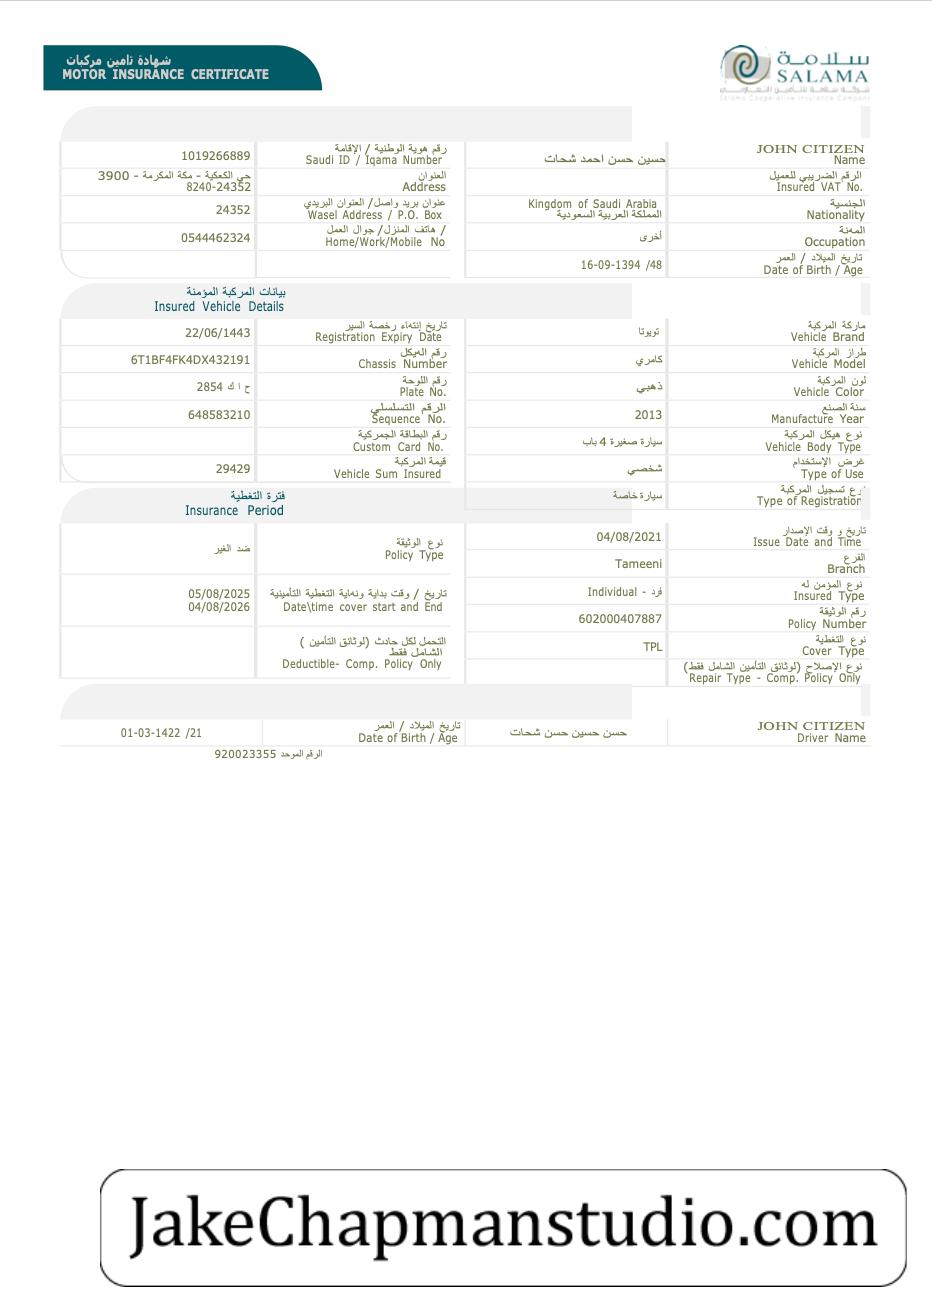 شهادة تامين مركبات
MOTOR INSURANCE CERTIFICATE
سلامة
SALAMA
شركة سلامة للتأمين التعاوني
Salama Cooperative Insurance Company
JOHN CITIZEN
Name
حسين حسن احمد شحات
رقم هوية الوطنية / الإقامة
Saudi ID / Iqama Number
1019266889
الرقم الضريبي للعميل
Insured VAT No.
العنوان
Address
حي الكعكية - مكة المكرمة - 3900
8240-24352
الجنسية
Nationality
Kingdom of Saudi Arabia
المملكة العربية السعودية
عنوان بريد واصل/ العنوان البريدي
Wasel Address / P.O. Box
24352
المهنة
Occupation
أخرى
/ هاتف المنزل/ جوال العمل
Home/Work/Mobile No
0544462324
تاريخ الميلاد / العمر
Date of Birth / Age
16-09-1394 /48
بيانات المركبة المؤمنة
Insured Vehicle Details
ماركة المركبة
Vehicle Brand
تويوتا
تاريخ إنتهاء رخصة السير
Registration Expiry Date
22/06/1443
طراز المركبة
Vehicle Model
كامري
رقم الهيكل
Chassis Number
6T1BF4FK4DX432191
لون المركبة
Vehicle Color
ذهبي
رقم اللوحة
Plate No.
ح ا ك 2854
سنة الصنع
Manufacture Year
2013
الرقم التسلسلي
Sequence No.
648583210
نوع هيكل المركبة
Vehicle Body Type
سيارة صغيرة 4 باب
رقم البطاقة الجمركية
Custom Card No.
غرض الإستخدام
Type of Use
شخصي
قيمة المركبة
Vehicle Sum Insured
29429
نوع تسجيل المركبة
Type of Registration
سيارة خاصة
فترة التغطية
Insurance Period
تاريخ و وقت الإصدار
Issue Date and Time
04/08/2021
نوع الوثيقة
Policy Type
ضد الغير
الفرع
Branch
Tameeni
نوع المؤمن له
Insured Type
فرد - Individual
تاريخ / وقت بداية ونهاية التغطية التأمينية
Date\time cover start and End
05/08/2025
04/08/2026
رقم الوثيقة
Policy Number
602000407887
نوع التغطية
Cover Type
TPL
التحمل لكل حادث (لوثائق التأمين )
الشامل فقط
Deductible- Comp. Policy Only
نوع الإصلاح (لوثائق التأمين الشامل فقط)
Repair Type - Comp. Policy Only
JOHN CITIZEN
Driver Name
حسن حسين حسن شحات
تاريخ الميلاد / العمر
Date of Birth / Age
01-03-1422 /21
الرقم الموحد 920023355
JakeChapmanstudio.com